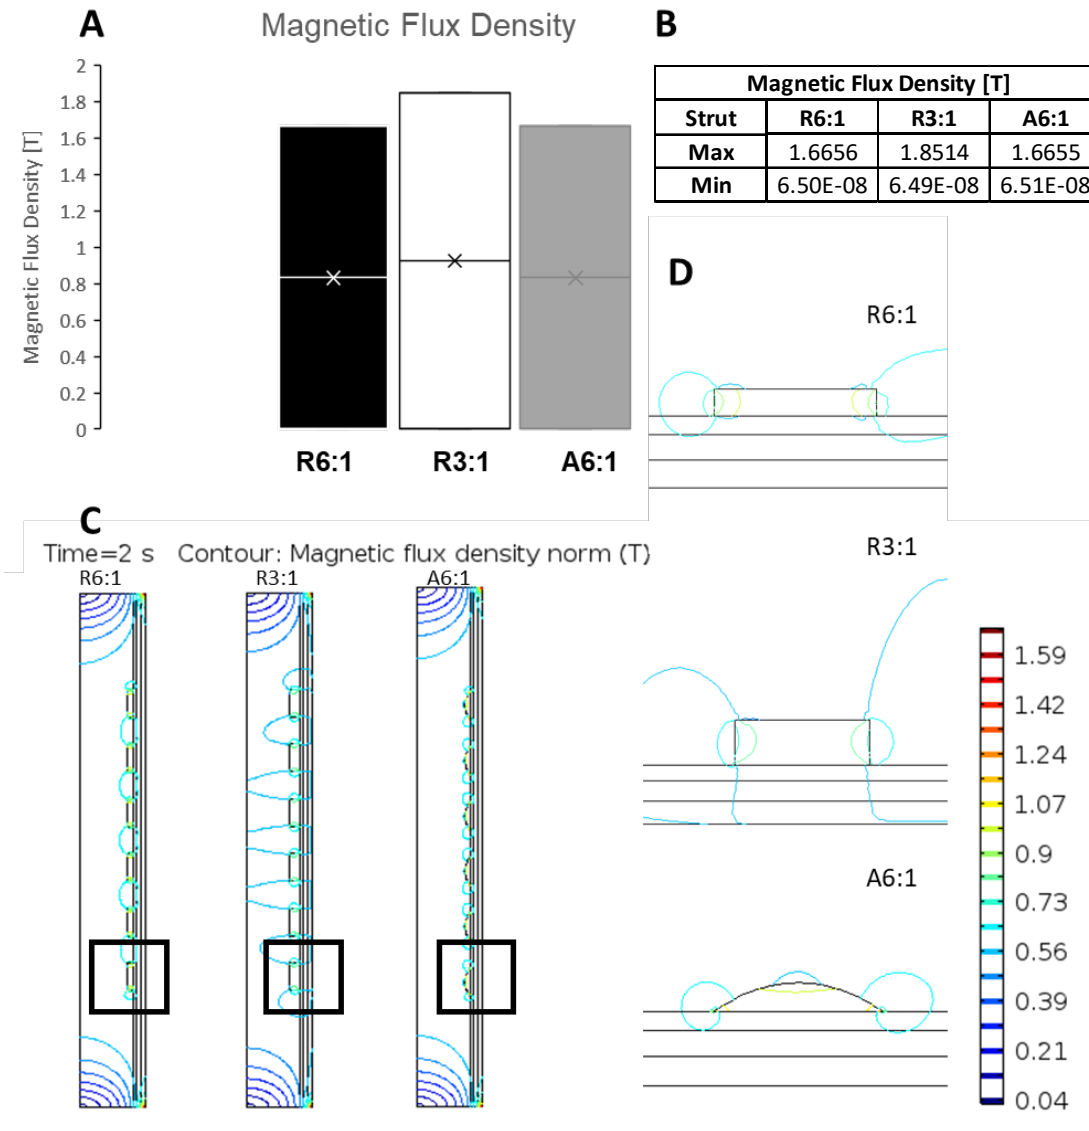 A
Magnetic Flux Density
Magnetic Flux Density [T]
2
1.8
1.6
1.4
1.2
1
0.8
0.6
0.4
0.2
0
R6:1 R3:1 A6:1
B
Magnetic Flux Density [T]
Strut R6:1 R3:1 A6:1
Max 1.6656 1.8514 1.6655
Min 6.50E-08 6.49E-08 6.51E-08
C
Time=2 s Contour: Magnetic flux density norm (T)
R6:1 R3:1 A6:1
D
R6:1
R3:1
A6:1
1.59
1.42
1.24
1.07
0.9
0.73
0.56
0.39
0.21
0.04